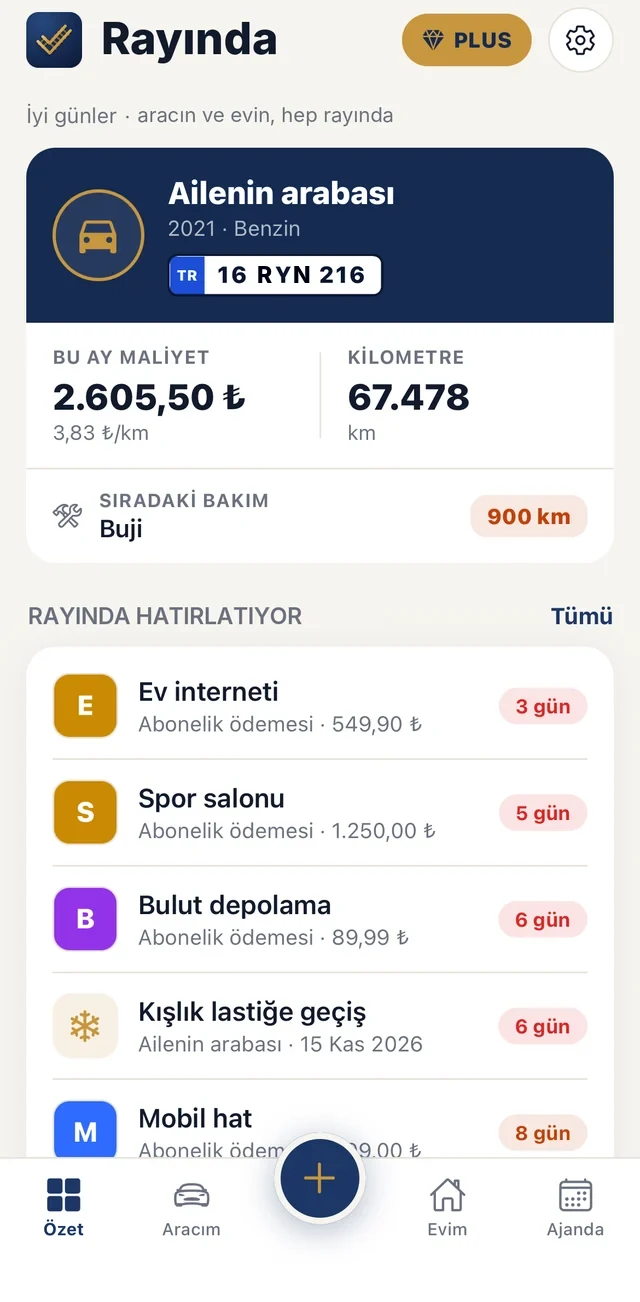 Rayında
PLUS
İyi günler · aracın ve evin, hep rayında
Ailenin arabası
2021 · Benzin
TR 16 RYN 216
BU AY MALİYET
2.605,50 ₺
3,83 ₺/km
KİLOMETRE
67.478
km
SIRADAKİ BAKIM
Buji
900 km
RAYINDA HATIRLATIYOR
Tümü
E
Ev interneti
Abonelik ödemesi · 549,90 ₺
3 gün
S
Spor salonu
Abonelik ödemesi · 1.250,00 ₺
5 gün
B
Bulut depolama
Abonelik ödemesi · 89,99 ₺
6 gün
Kışlık lastiğe geçiş
Ailenin arabası · 15 Kas 2026
6 gün
M
Mobil hat
Abonelik
8 gün
Özet
Aracım
Evim
Ajanda